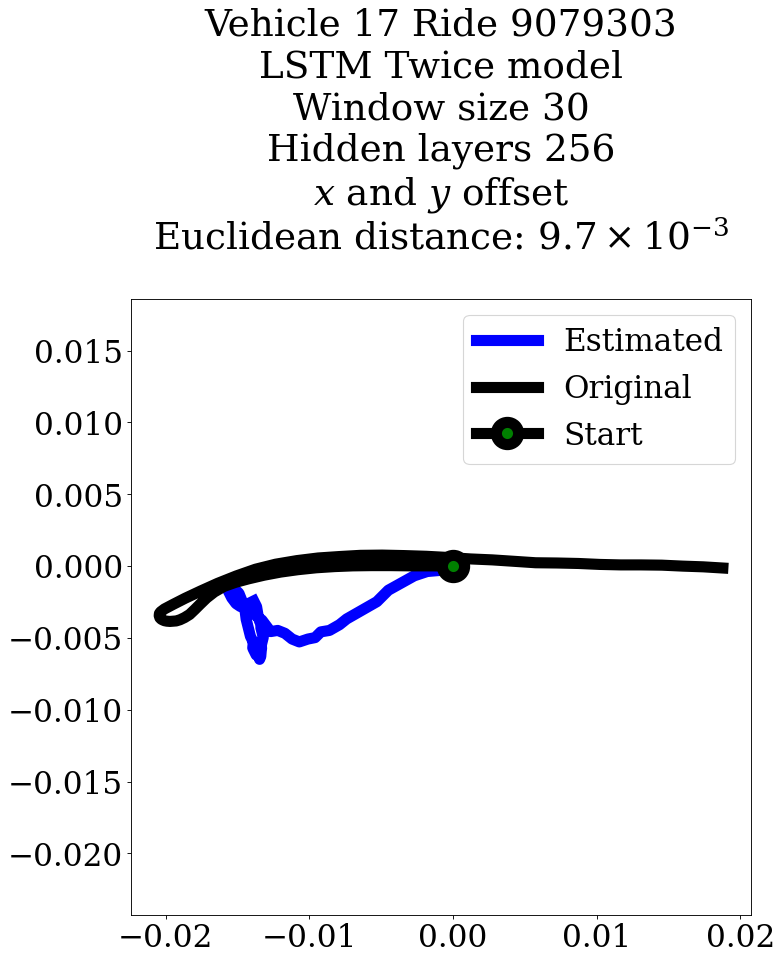 Vehicle 17 Ride 9079303
LSTM Twice model
Window size 30
Hidden layers 256
x and y offset
Euclidean distance: 9.7 × 10⁻³
Estimated
Original
Start
0.015
0.010
0.005
0.000
−0.005
−0.010
−0.015
−0.020
−0.02
−0.01
0.00
0.01
0.02